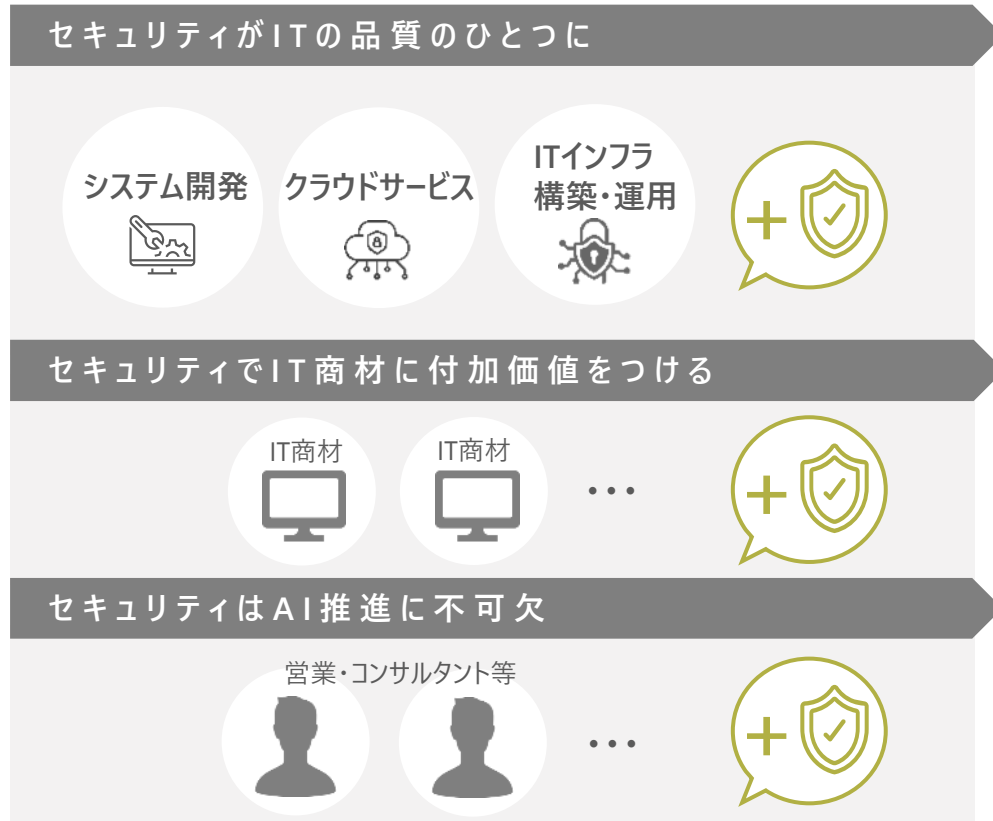 セキュリティがITの品質のひとつに
システム開発
クラウドサービス
ITインフラ
構築・運用
+
セキュリティでIT商材に付加価値をつける
IT商材
IT商材
・・・
+
セキュリティはAI推進に不可欠
営業・コンサルタント等
・・・
+